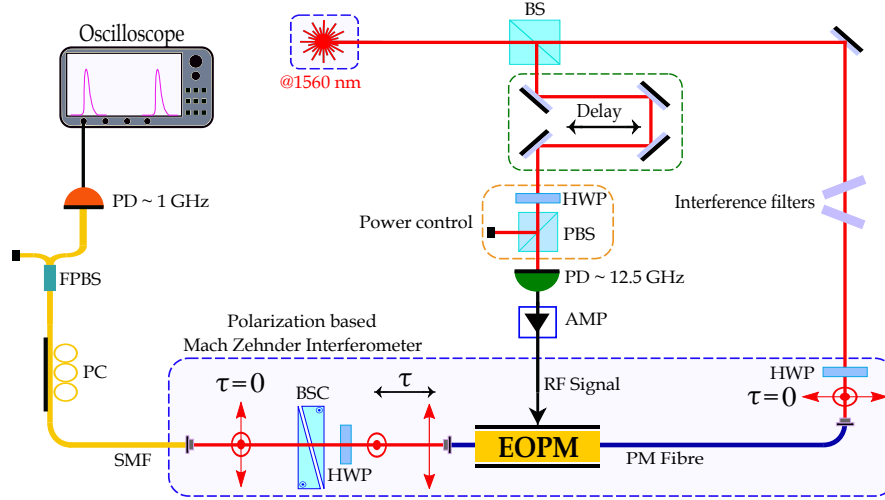 BS
Oscilloscope
@1560 nm
Delay
HWP
Interference filters
PD ~ 1 GHz
Power control
PBS
FPBS
PD ~ 12.5 GHz
AMP
Polarization based
Mach Zehnder Interferometer
PC
HWP
RF Signal
τ=0
BSC
τ
τ=0
EOPM
SMF
HWP
PM Fibre